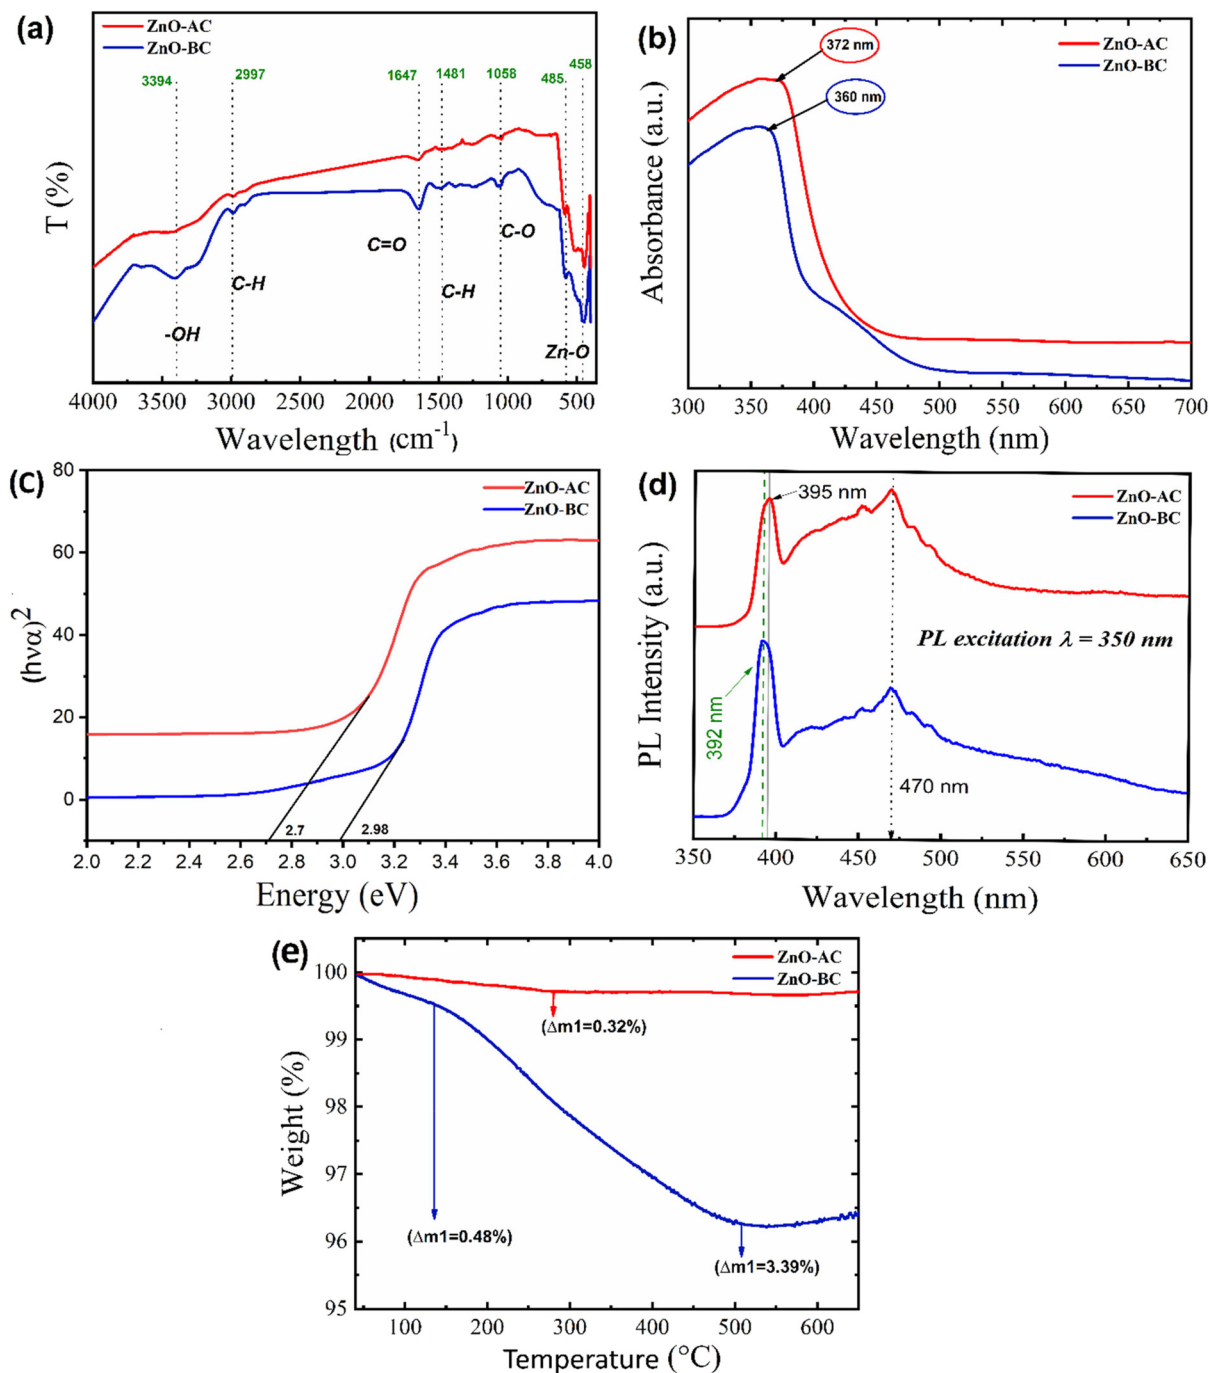 (a)
ZnO-AC
ZnO-BC
3394
2997
1647
1481
1058
485
458
T (%)
-OH
C-H
C=O
C-H
C-O
Zn-O
4000 3500 3000 2500 2000 1500 1000 500
Wavelength (cm-1)
(b)
372 nm
360 nm
ZnO-AC
ZnO-BC
Absorbance (a.u.)
300 350 400 450 500 550 600 650 700
Wavelength (nm)
(c)
ZnO-AC
ZnO-BC
(hνα)2
80
60
40
20
0
2.7
2.98
2.0 2.2 2.4 2.6 2.8 3.0 3.2 3.4 3.6 3.8 4.0
Energy (eV)
(d)
395 nm
ZnO-AC
ZnO-BC
PL Intensity (a.u.)
PL excitation λ = 350 nm
392 nm
470 nm
350 400 450 500 550 600 650
Wavelength (nm)
(e)
ZnO-AC
ZnO-BC
Weight (%)
100
99
98
97
96
95
(Δm1=0.32%)
(Δm1=0.48%)
(Δm1=3.39%)
100 200 300 400 500 600
Temperature (°C)